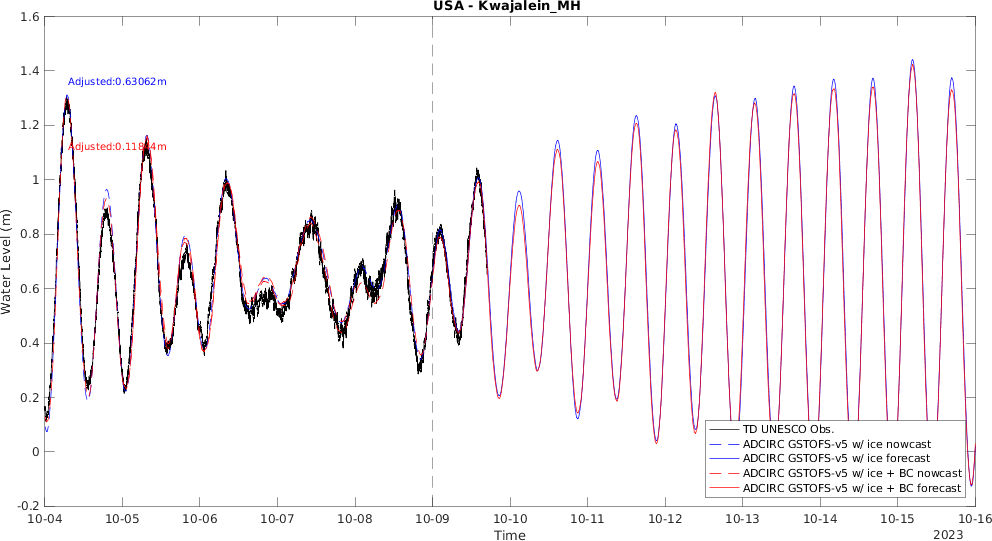 USA - Kwajalein_MH
1.6
1.4
1.2
1
0.8
0.6
0.4
0.2
0
-0.2
Water Level (m)
Adjusted:0.63062m
TD UNESCO Obs.
ADCIRC GSTOFS-v5 w/ ice nowcast
ADCIRC GSTOFS-v5 w/ ice forecast
ADCIRC GSTOFS-v5 w/ ice + BC nowcast
ADCIRC GSTOFS-v5 w/ ice + BC forecast
10-04 10-05 10-06 10-07 10-08 10-09 10-10 10-11 10-12 10-13 10-14 10-15 10-16
Time
2023